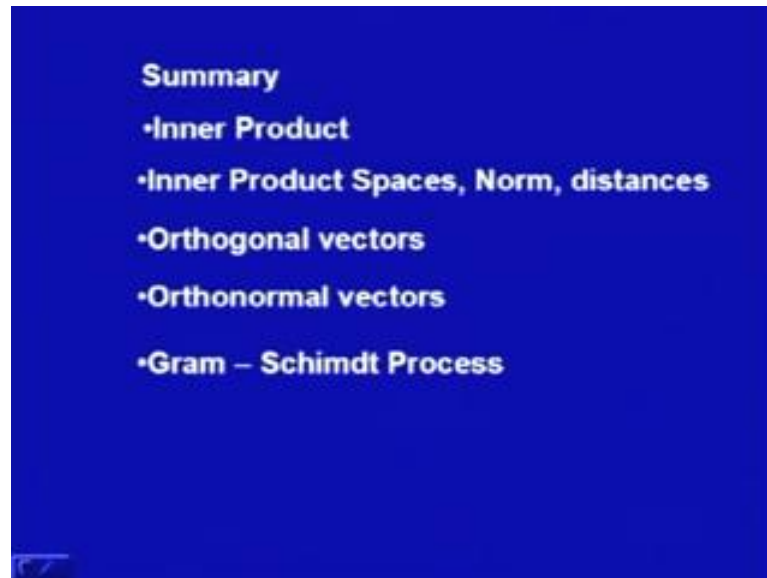 Summary
•Inner Product
•Inner Product Spaces, Norm, distances
•Orthogonal vectors
•Orthonormal vectors
•Gram – Schimdt Process